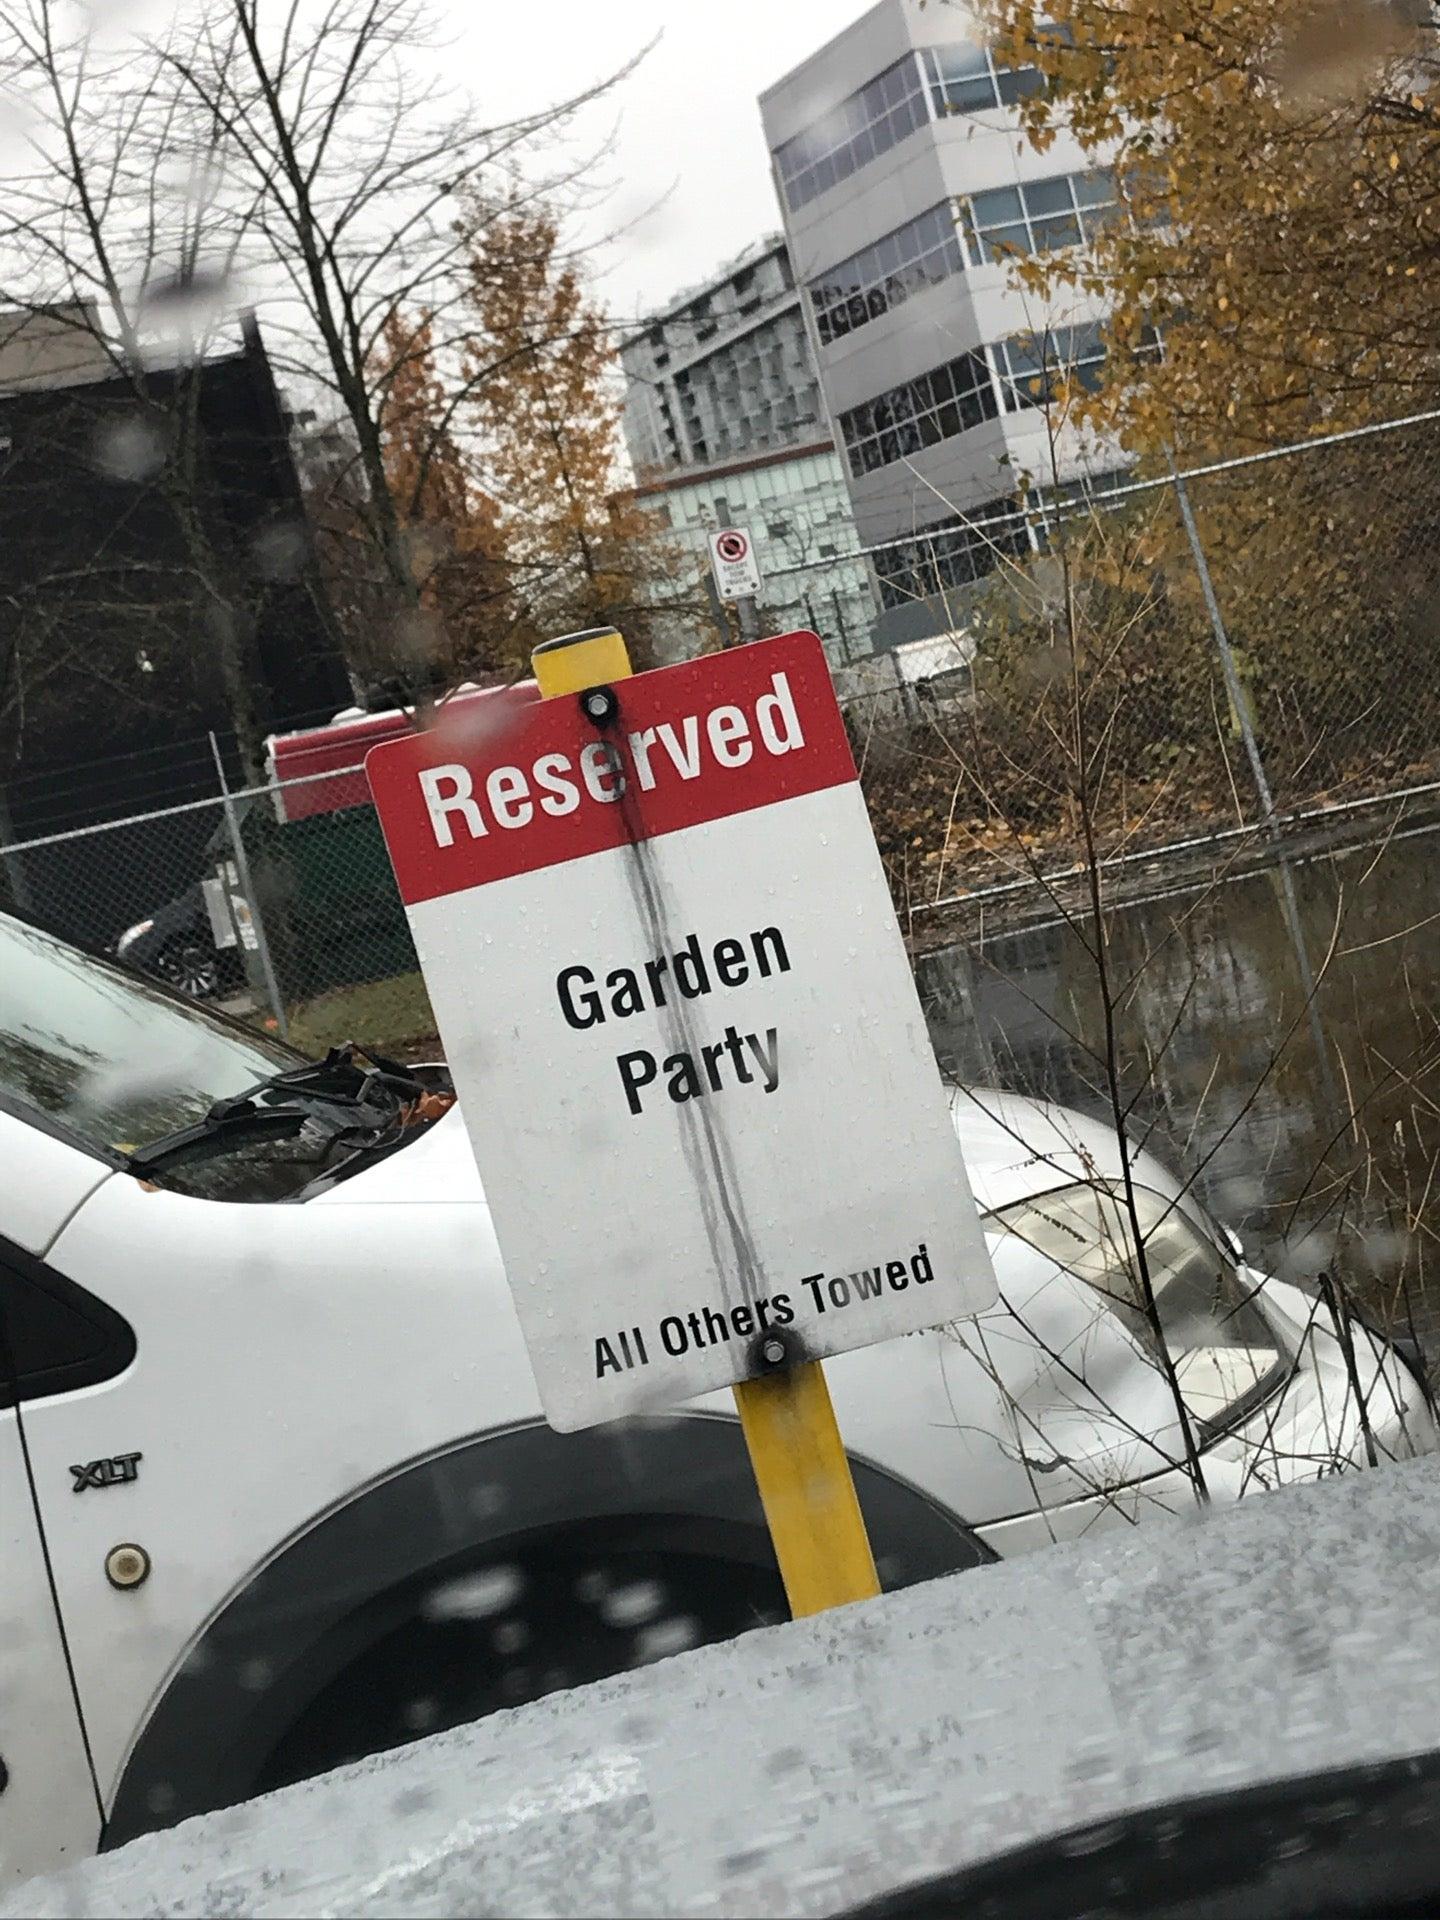 Reserved
Garden
Party
All Others Towed
XLT